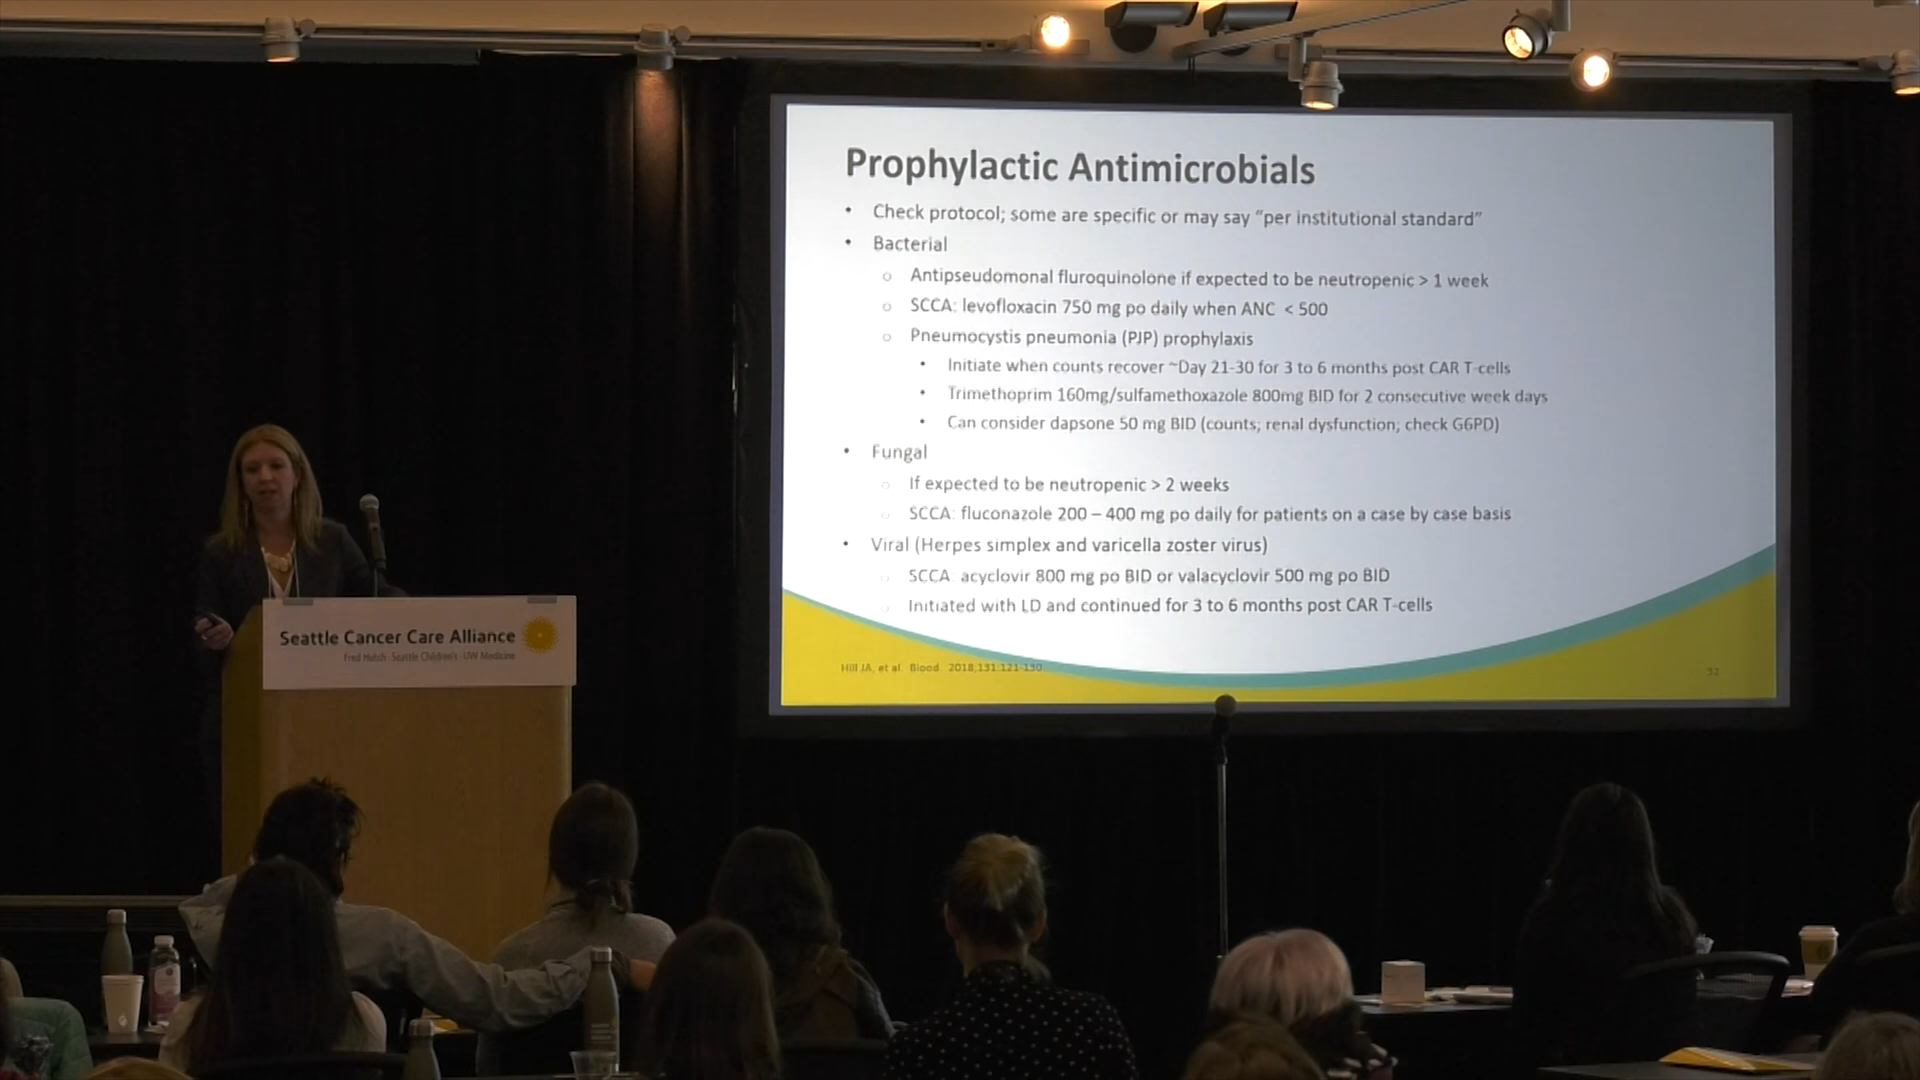 Prophylactic Antimicrobials
• Check protocol; some are specific or may say “per institutional standard”
• Bacterial
○ Antipseudomonal fluroquinolone if expected to be neutropenic > 1 week
○ SCCA: levofloxacin 750 mg po daily when ANC < 500
○ Pneumocystis pneumonia (PJP) prophylaxis
• Initiate when counts recover ~Day 21-30 for 3 to 6 months post CAR T-cells
• Trimethoprim 160mg/sulfamethoxazole 800mg BID for 2 consecutive week days
• Can consider dapsone 50 mg BID (counts; renal dysfunction; check G6PD)
• Fungal
○ If expected to be neutropenic > 2 weeks
○ SCCA: fluconazole 200 – 400 mg po daily for patients on a case by case basis
• Viral (Herpes simplex and varicella zoster virus)
○ SCCA: acyclovir 800 mg po BID or valacyclovir 500 mg po BID
○ Initiated with LD and continued for 3 to 6 months post CAR T-cells
Hill JA, et al. Blood. 2018;131:121-130.
Seattle Cancer Care Alliance
Fred Hutch · Seattle Children's · UW Medicine